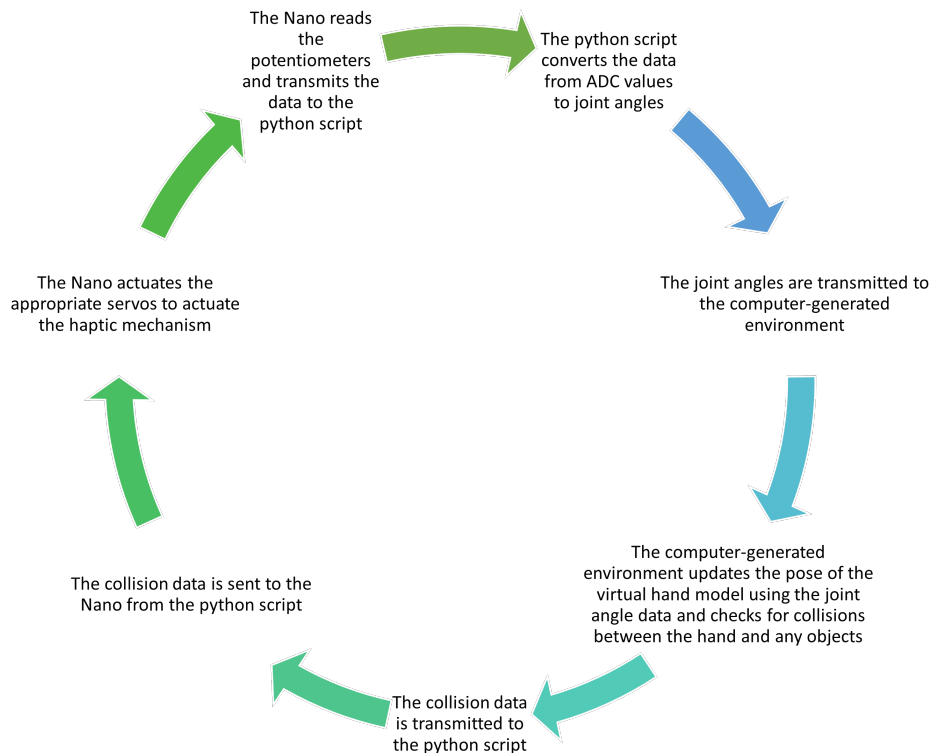 The Nano reads
the
potentiometers
and transmits the
data to the
python script
The python script
converts the data
from ADC values
to joint angles
The joint angles are transmitted to
the computer-generated
environment
The computer-generated
environment updates the pose of the
virtual hand model using the joint
angle data and checks for collisions
between the hand and any objects
The collision data
is transmitted to
the python script
The collision data is sent to the
Nano from the python script
The Nano actuates the
appropriate servos to actuate
the haptic mechanism